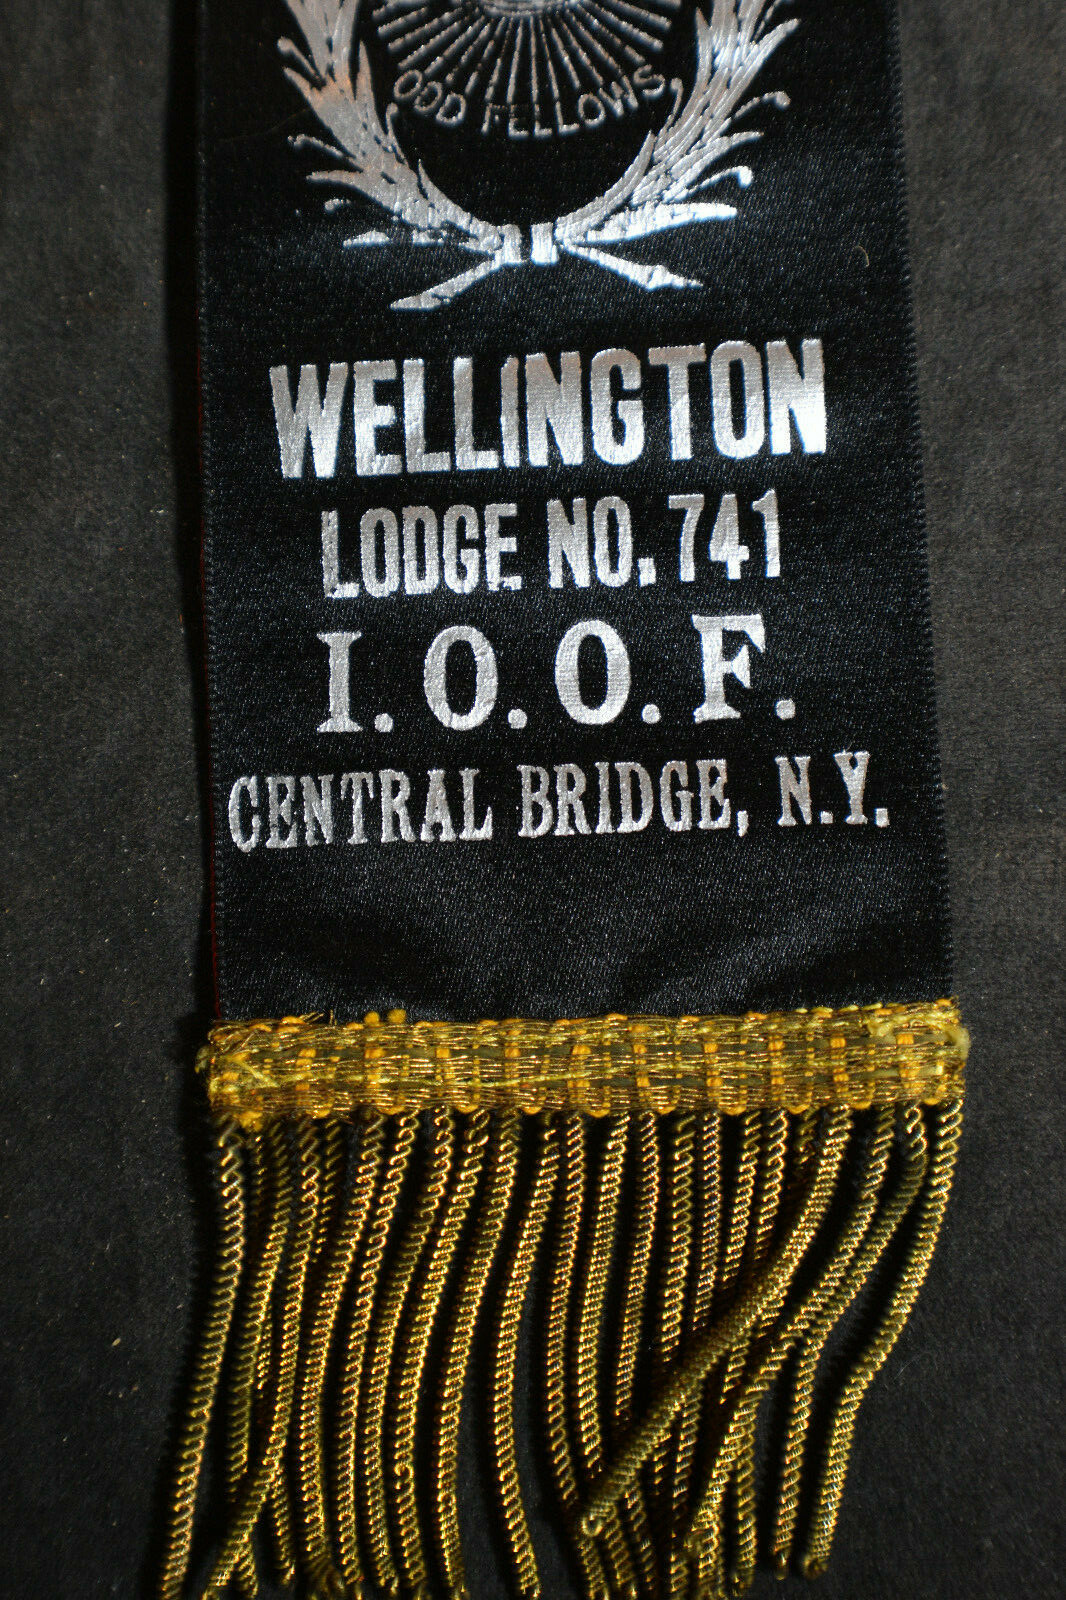 ODD FELLOWS
WELLINGTON
LODGE NO. 741
I.O.O.F.
CENTRAL BRIDGE, N.Y.